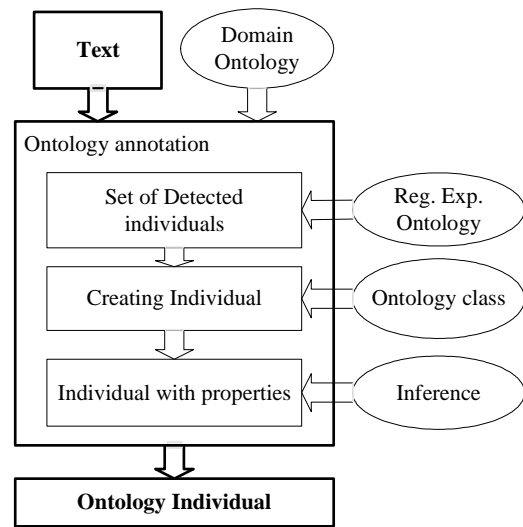 Text
Domain
Ontology
Ontology annotation
Set of Detected
individuals
Reg. Exp.
Ontology
Creating Individual
Ontology class
Individual with properties
Inference
Ontology Individual